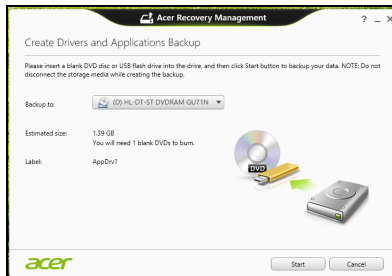 Acer Recovery Management
? _ X
Create Drivers and Applications Backup
Please insert a blank DVD disc or USB flash drive into the drive, and then click Start button to backup your data. NOTE: Do not
disconnect the storage media while creating the backup.
Backup to: (D) HL-DT-ST DVDRAM GU71N
Estimated size: 1.39 GB
You will need 1 blank DVDs to burn.
Label: AppDrv1
DVD
acer
Start Cancel